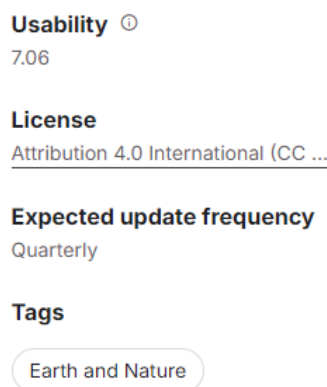 Usability
7.06
License
Attribution 4.0 International (CC ...
Expected update frequency
Quarterly
Tags
Earth and Nature